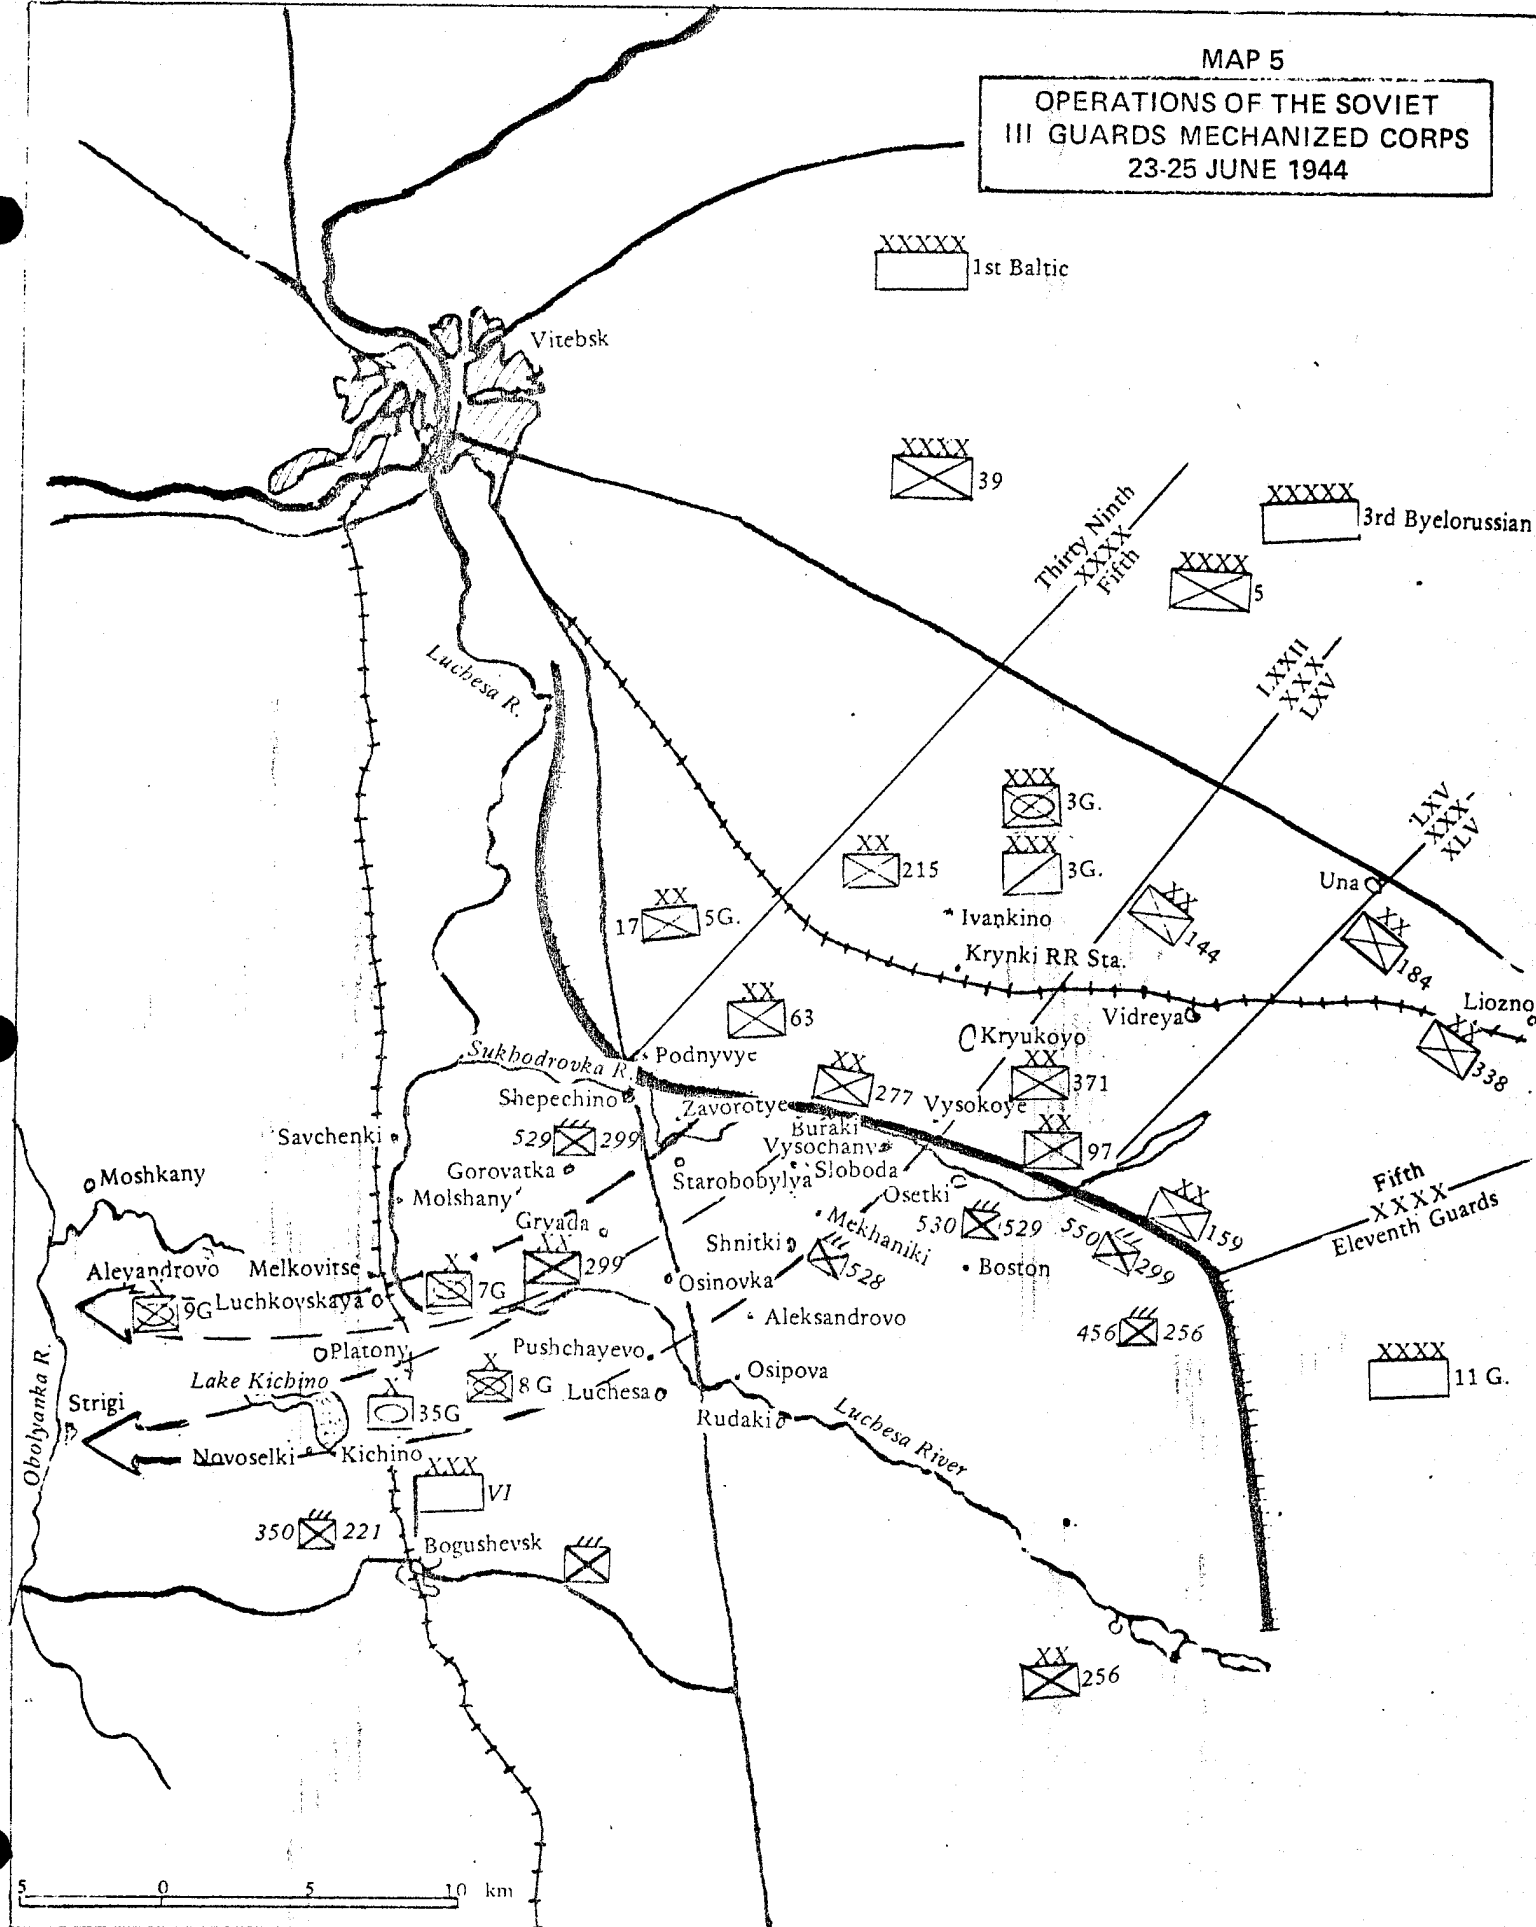 MAP 5
OPERATIONS OF THE SOVIET
III GUARDS MECHANIZED CORPS
23-25 JUNE 1944
XXXXX
1st Baltic
Vitebsk
XXXX
39
XXXXX
3rd Byelorussian
Thirty Ninth
XXXX
Fifth
XXXX
5
Luchesa R.
LXXII
XXX
LXV
XXX
3G.
LXV
XXX
XLV
XX
215
XXX
3G.
Una
XX
17
5G.
Ivankino
XX
144
XX
184
Krynki RR Sta.
XX
63
Vidreya
Liozno
Kryukovo
XX
338
Sukhodrovka R.
Podnyvye
XX
277
XX
371
Shepechino
Zavorotye
Vysokoye
529
299
Buraki
Vysochany
XX
97
Savchenki
Gorovatka
Starobobylya
Sloboda
Moshkany
Molshany
Osetki
Fifth
XXXX
Eleventh Guards
XX
159
Gryada
Mekhaniki
530
529
550
299
Shnitki
528
XX
299
Boston
Aleyandrovo
Melkovitse
X
7G
Osinovka
X
9G
Luchkovskaya
Aleksandrovo
456
256
Platony
Pushchayevo
XXXX
11 G.
Lake Kichino
X
8 G
Luchesa
Osipova
Strigi
X
35G
Rudaki
Luchesa River
Obolyanka R.
Novoselki
Kichino
XXX
VI
350
221
Bogushevsk
XX
256
5
0
5
10 km